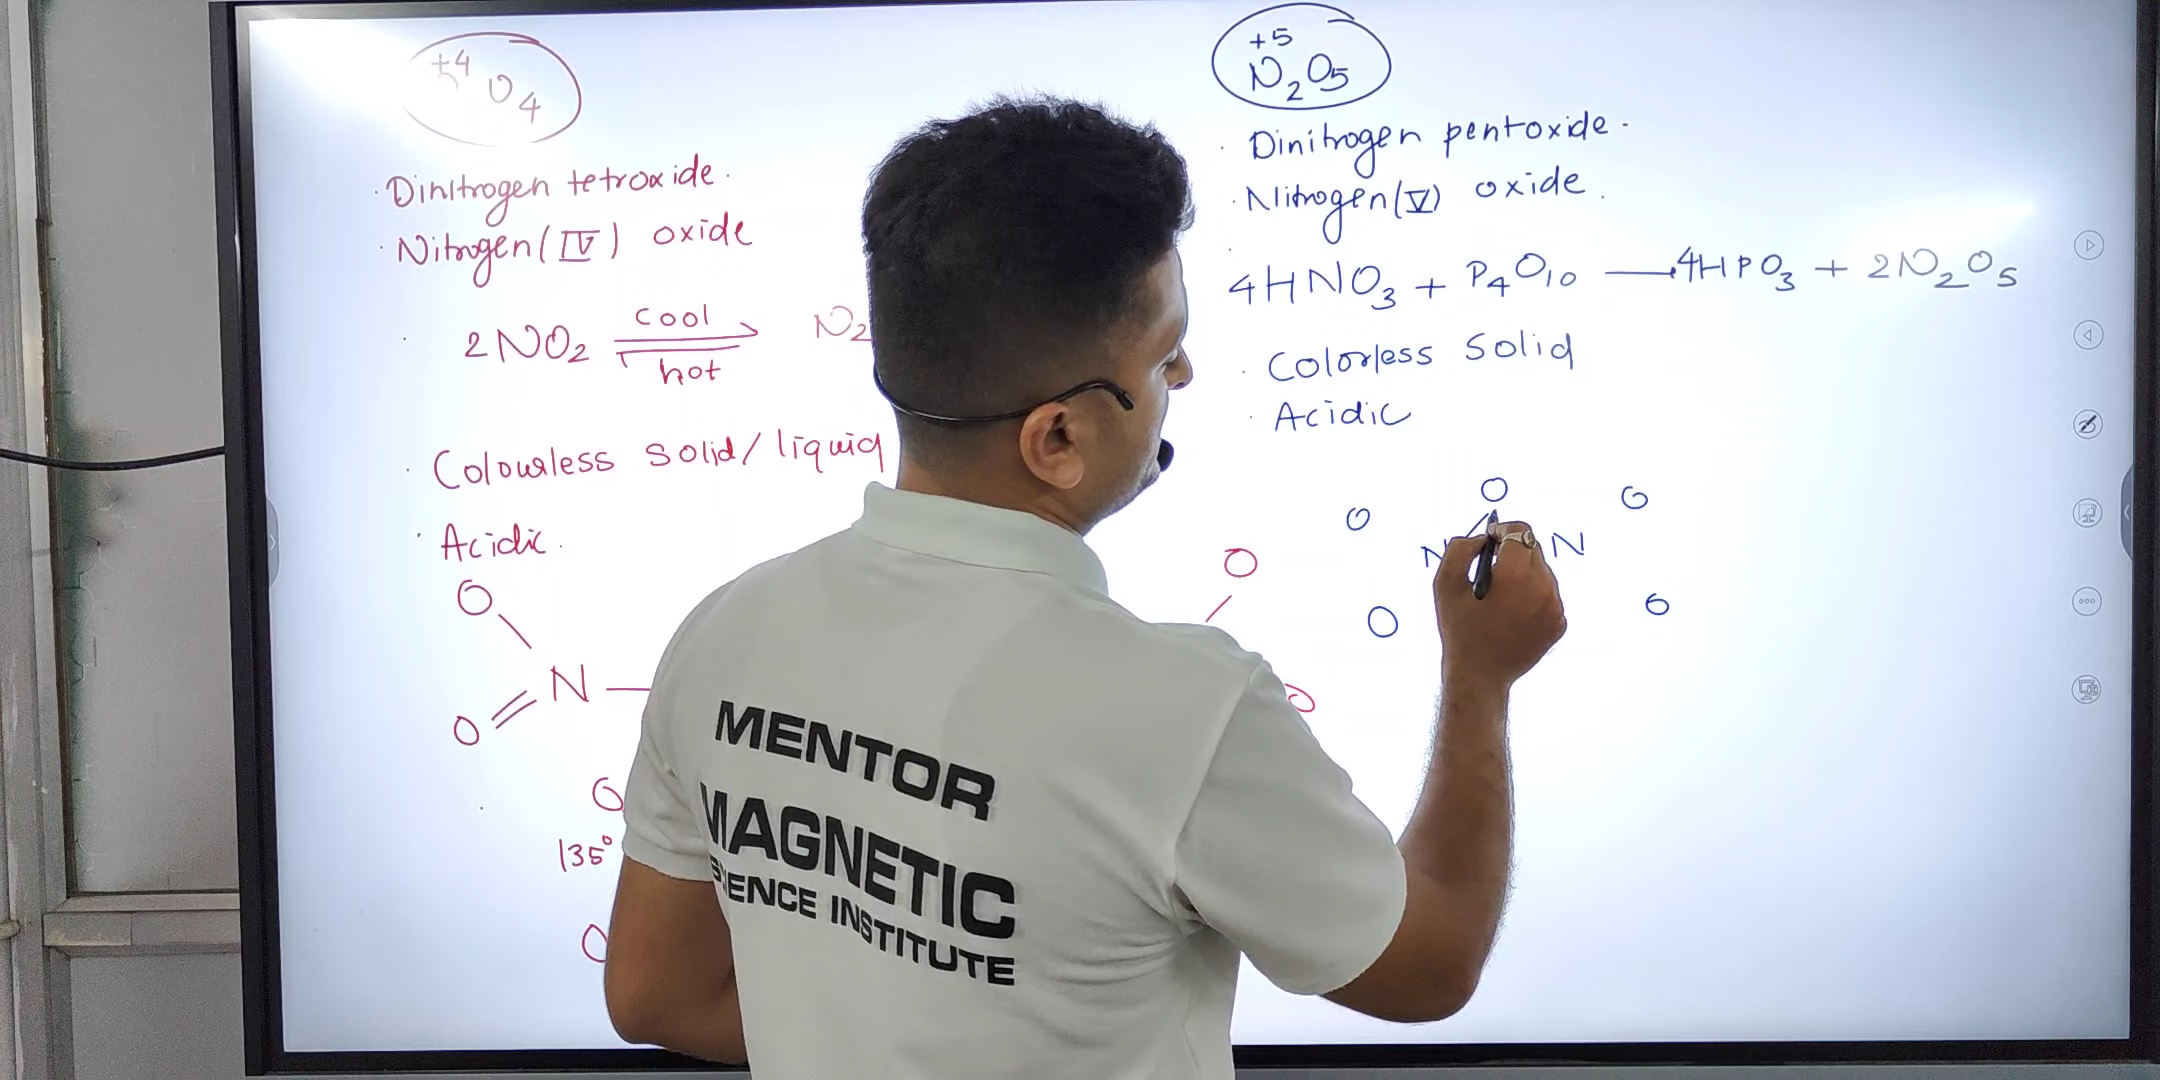 +4
O4
· Dinitrogen tetroxide ·
· Nitrogen (IV) oxide
· 2NO2 cool hot N2
· Colourless solid/liquid
· Acidic .
O
N —
O
O
135°
O
O
+5
N2O5
· Dinitrogen pentoxide ·
· Nitrogen (V) oxide .
· 4HNO3 + P4O10 → 4HPO3 + 2N2O5
· Colorless Solid
· Acidic
O O O
N N
O O
MENTOR
MAGNETIC
SCIENCE INSTITUTE